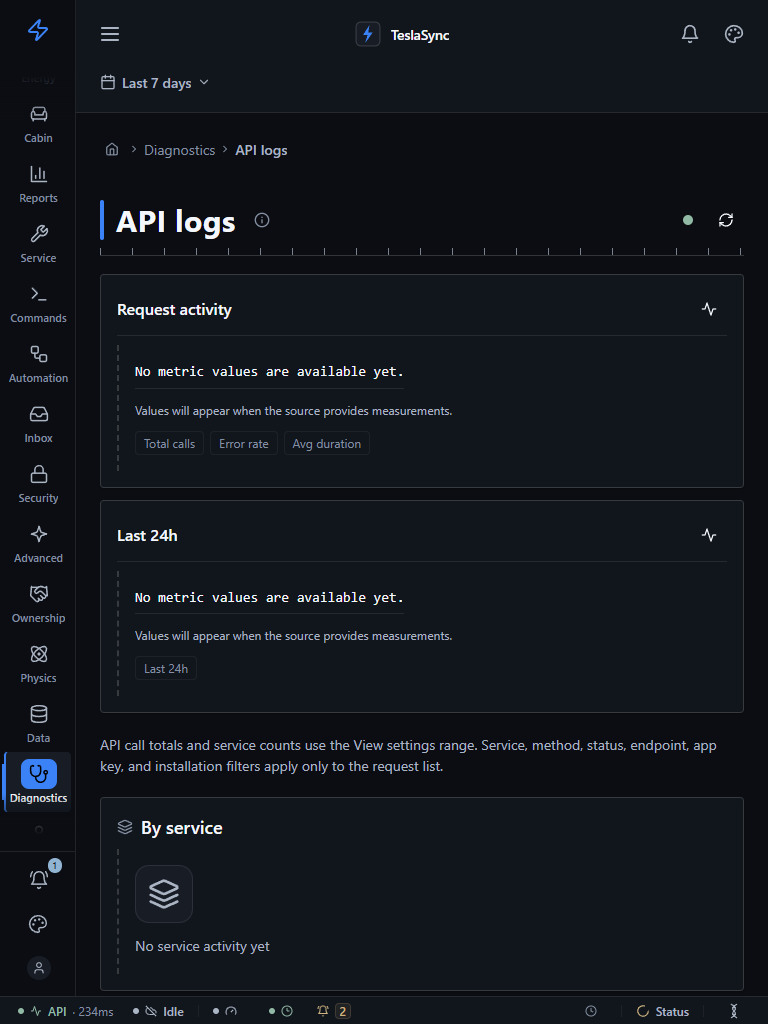 TeslaSync
Last 7 days
Cabin
Reports
Service
Commands
Automation
Inbox
Security
Advanced
Ownership
Physics
Data
Diagnostics
1
Diagnostics
API logs
API logs
Request activity
No metric values are available yet.
Values will appear when the source provides measurements.
Total calls
Error rate
Avg duration
Last 24h
No metric values are available yet.
Values will appear when the source provides measurements.
Last 24h
API call totals and service counts use the View settings range. Service, method, status, endpoint, app
key, and installation filters apply only to the request list.
By service
No service activity yet
API · 234ms
Idle
2
Status